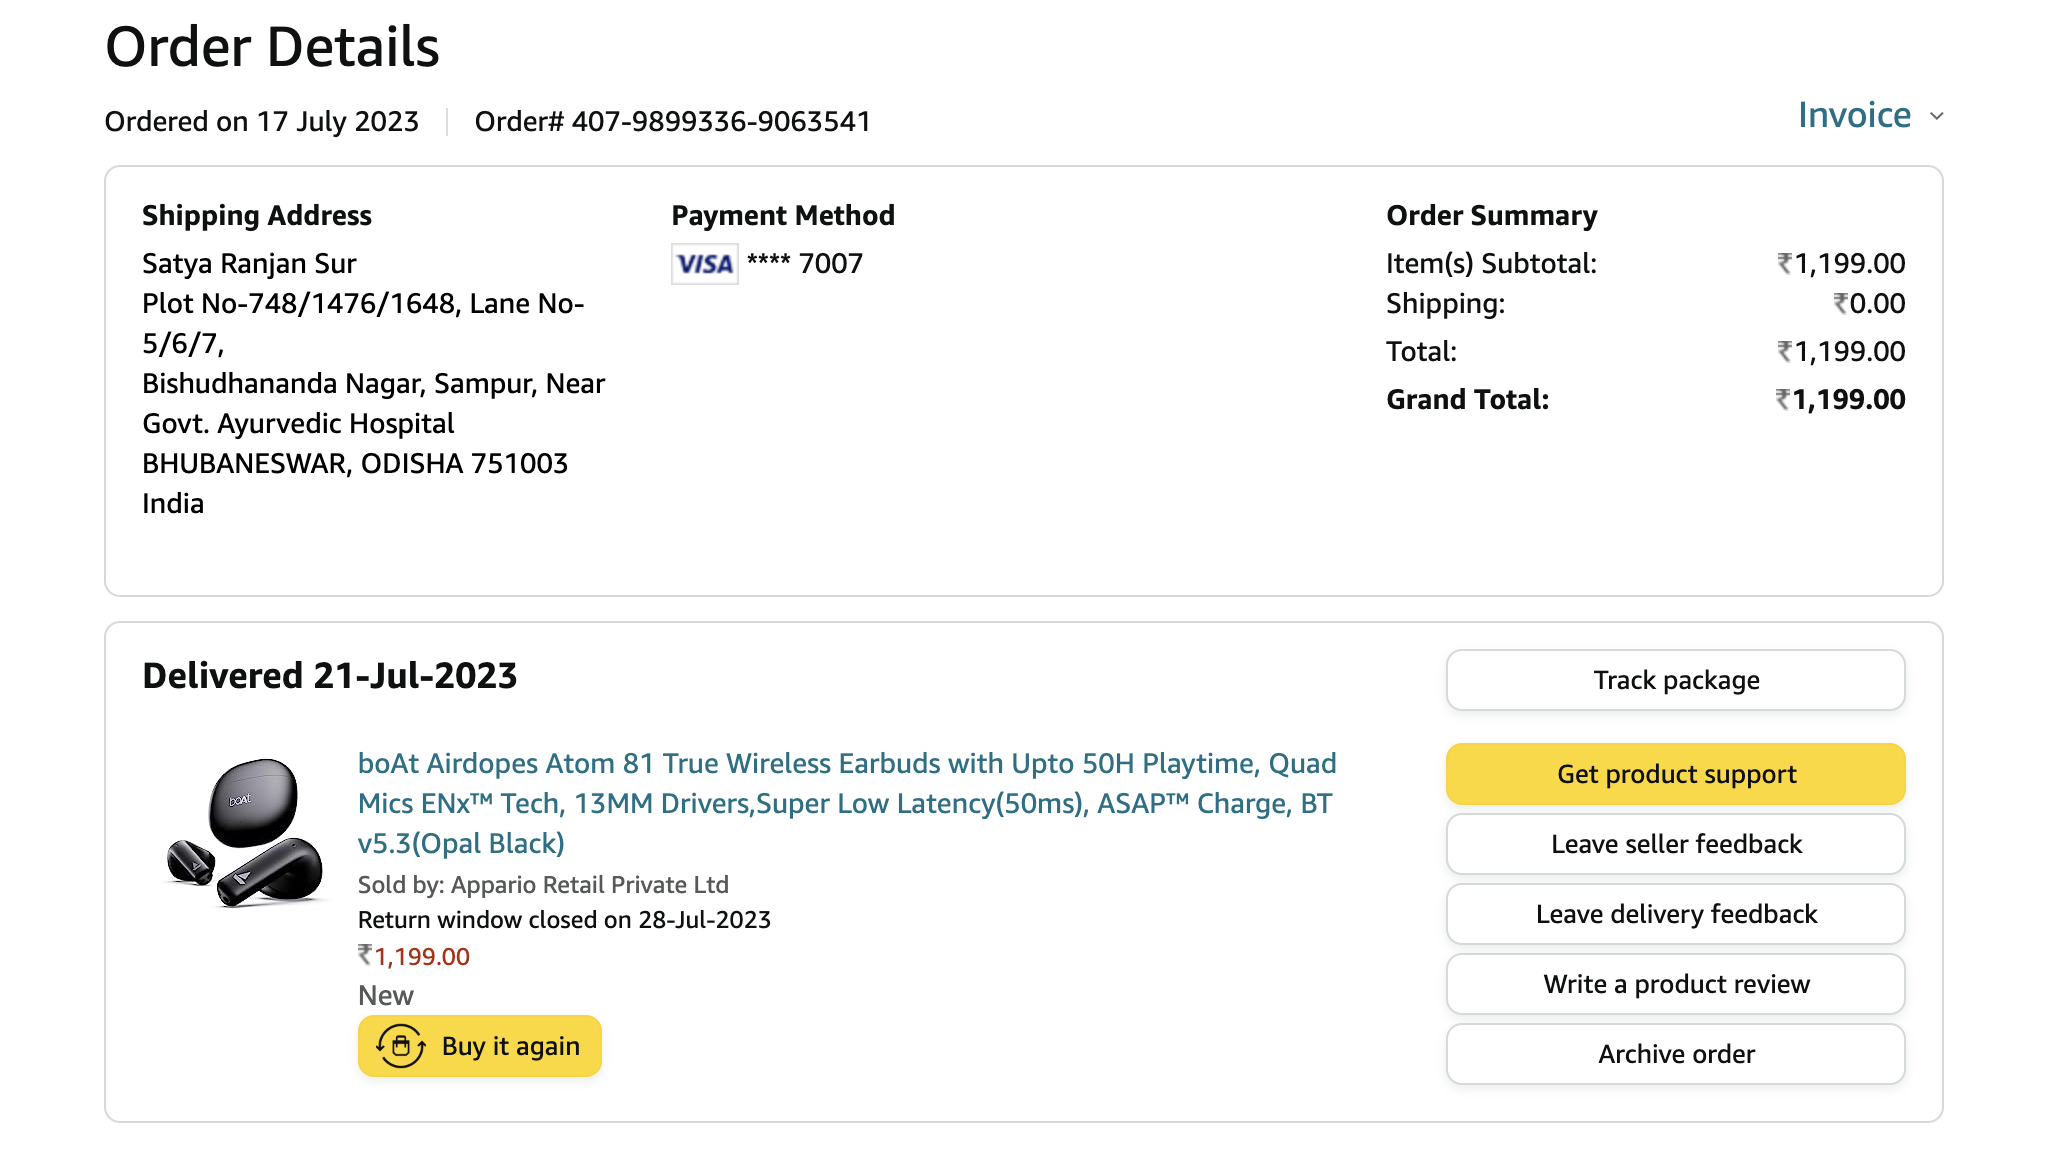 Order Details
Ordered on 17 July 2023
Order# 407-9899336-9063541
Invoice
Shipping Address
Satya Ranjan Sur
Plot No-748/1476/1648, Lane No-
5/6/7,
Bishudhananda Nagar, Sampur, Near
Govt. Ayurvedic Hospital
BHUBANESWAR, ODISHA 751003
India
Payment Method
VISA **** 7007
Order Summary
Item(s) Subtotal: ₹1,199.00
Shipping: ₹0.00
Total: ₹1,199.00
Grand Total: ₹1,199.00
Delivered 21-Jul-2023
boAt
boAt Airdopes Atom 81 True Wireless Earbuds with Upto 50H Playtime, Quad
Mics ENx™ Tech, 13MM Drivers,Super Low Latency(50ms), ASAP™ Charge, BT
v5.3(Opal Black)
Sold by: Appario Retail Private Ltd
Return window closed on 28-Jul-2023
₹1,199.00
New
Buy it again
Track package
Get product support
Leave seller feedback
Leave delivery feedback
Write a product review
Archive order